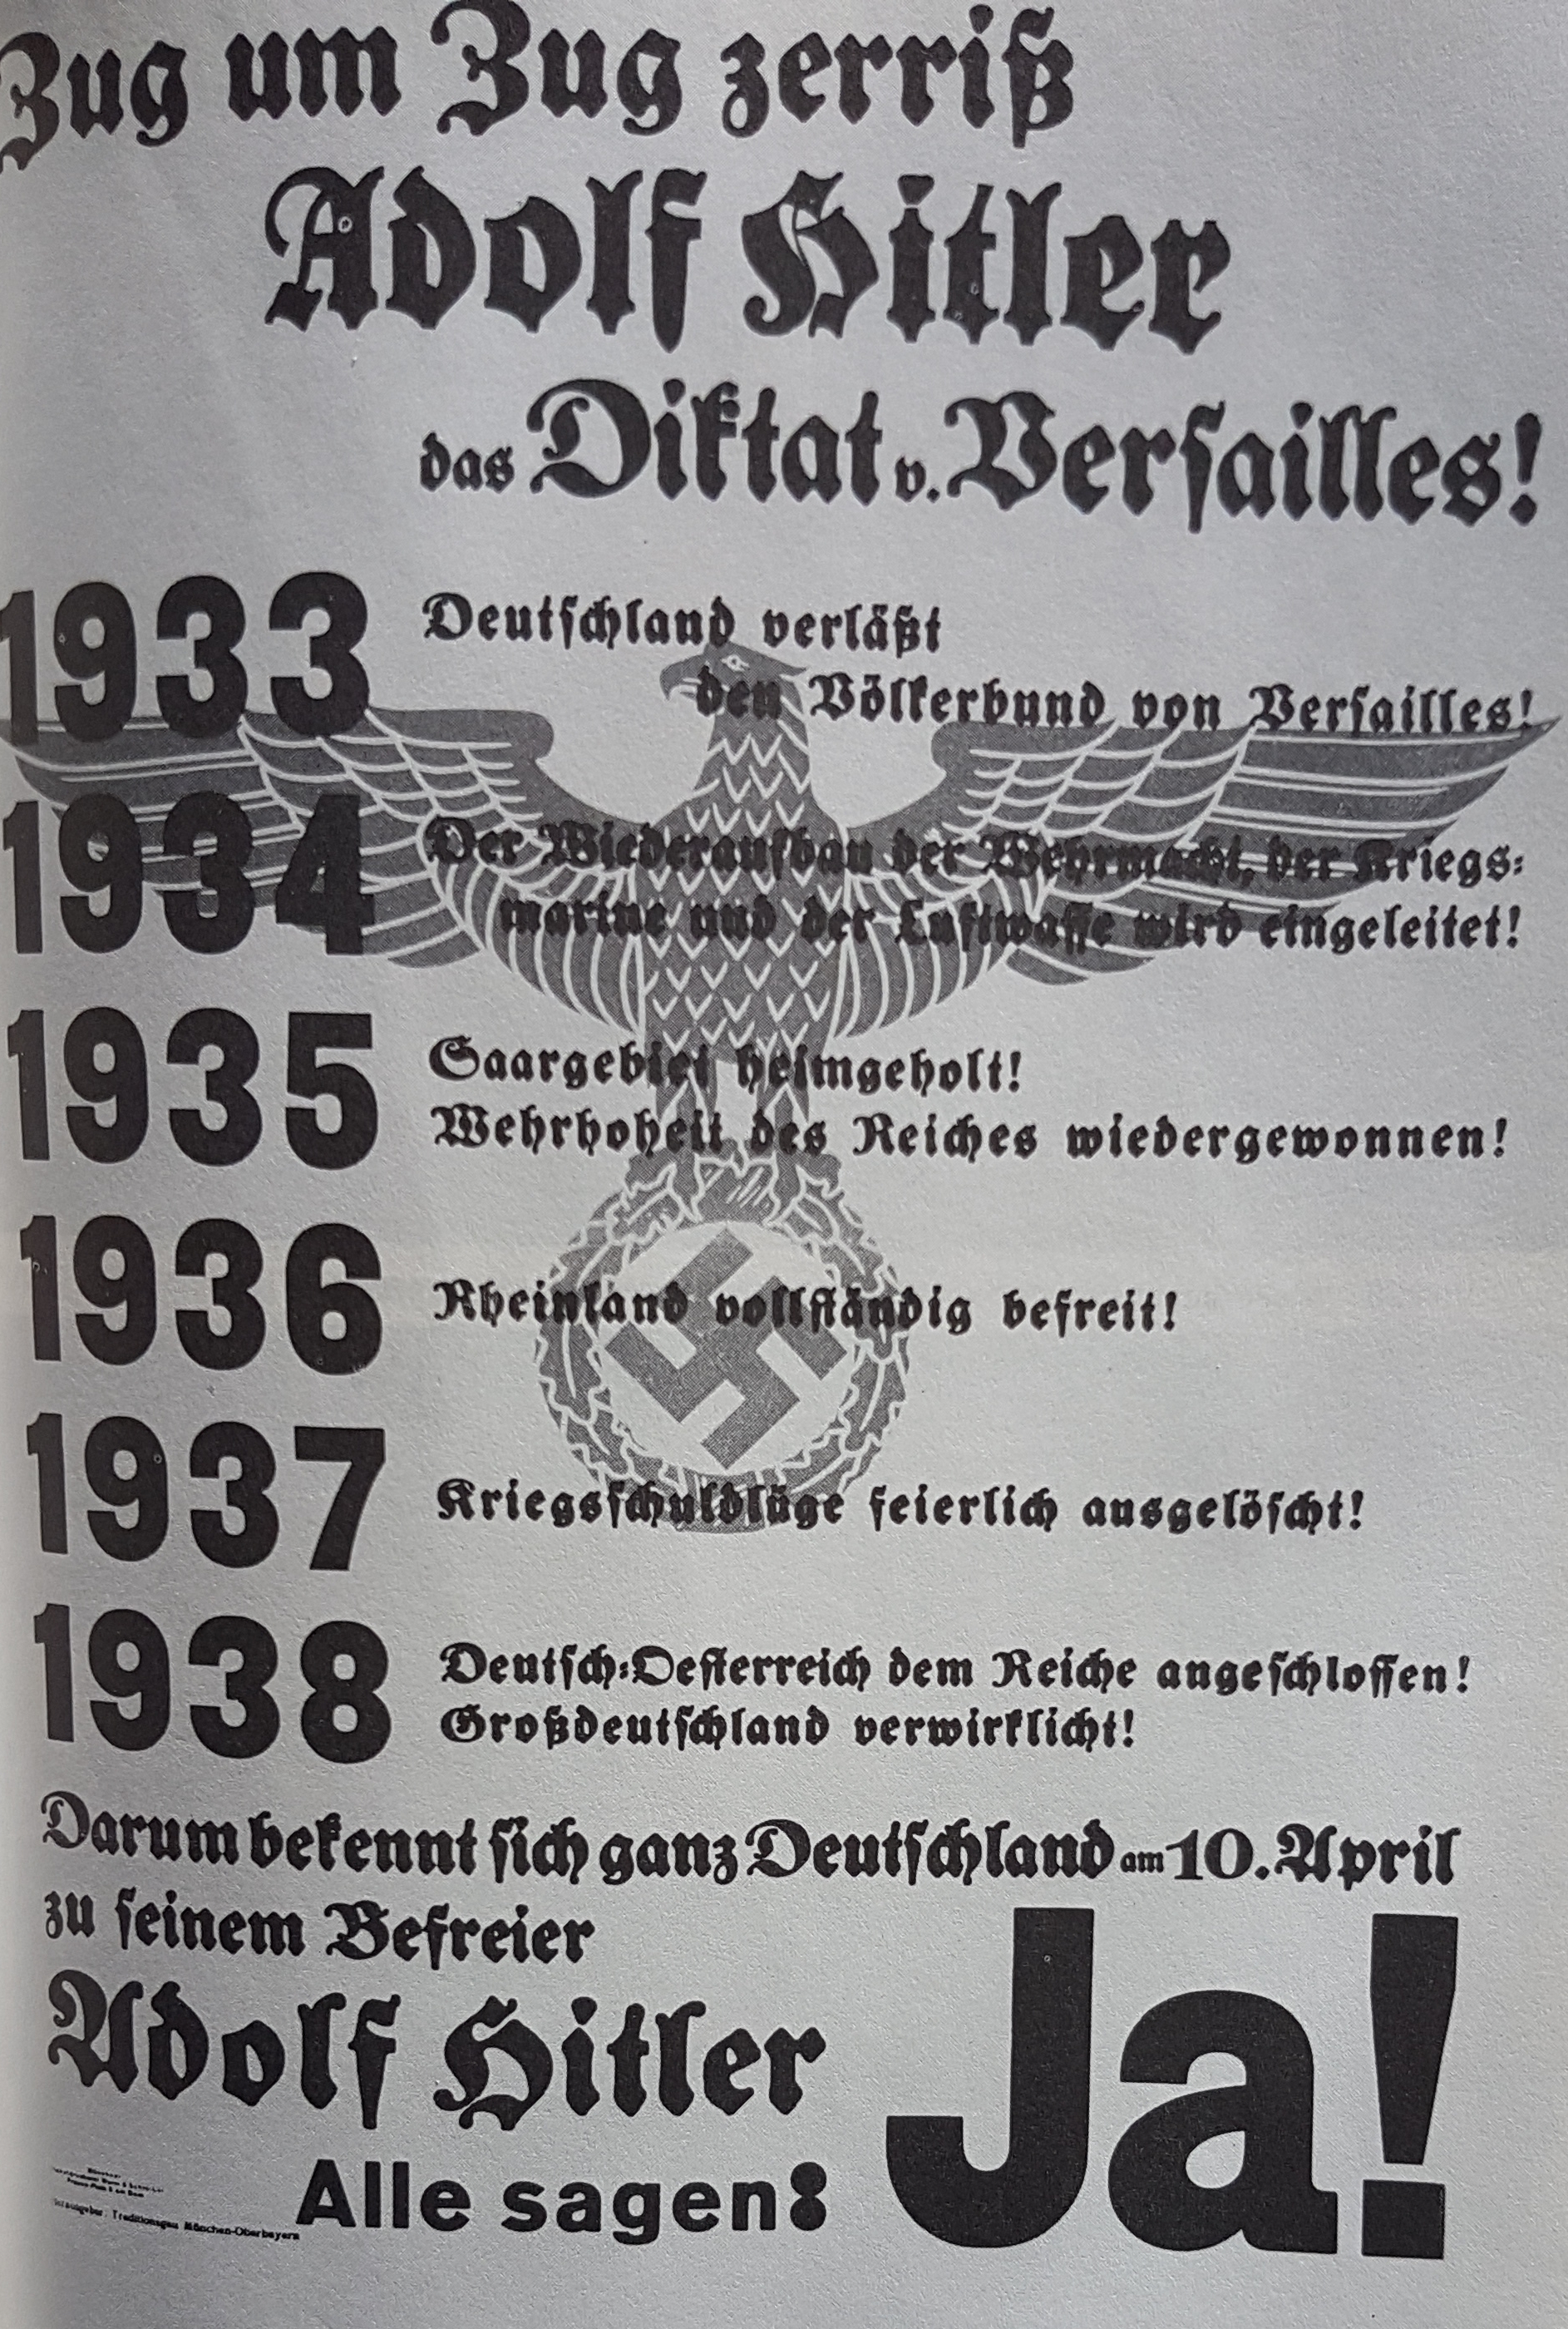 Zug um Zug zerriß
Adolf Hitler
das Diktat v. Versailles!
1933 Deutschland verläßt
den Völkerbund von Versailles!
1934 Der Wiederaufbau der Wehrmacht, der Kriegs-
marine und der Luftwaffe wird eingeleitet!
1935 Saargebiet heimgeholt!
Wehrhoheit des Reiches wiedergewonnen!
1936 Rheinland vollständig befreit!
1937 Kriegsschuldlüge feierlich ausgelöscht!
1938 Deutsch-Oesterreich dem Reiche angeschlossen!
Großdeutschland verwirklicht!
Darum bekennt sich ganz Deutschland am 10. April
zu seinem Befreier
Adolf Hitler
Alle sagen: Ja!
Traditionsgau München-Oberbayern